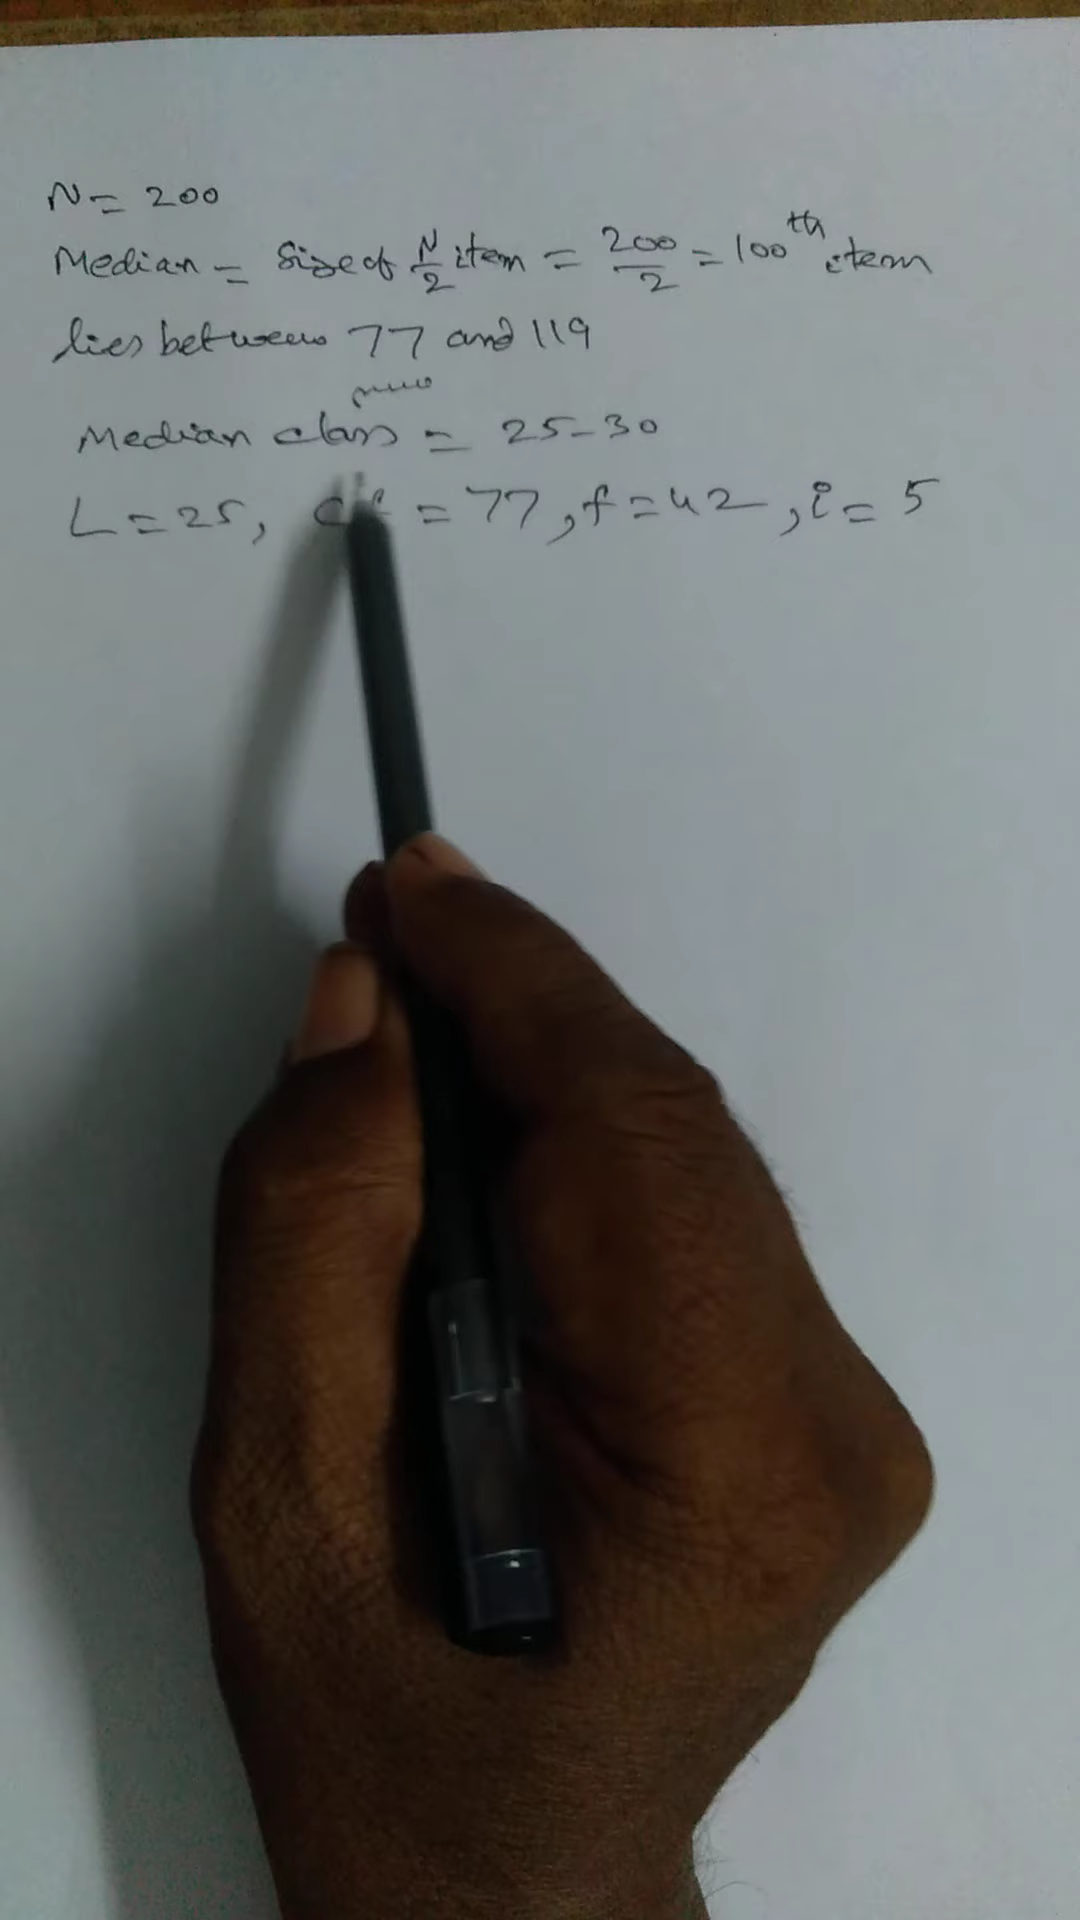 N = 200
Median = Size of N/2 item = 200/2 = 100th item
lies between 77 and 119
Median class = 25-30
L = 25, cf = 77, f = 42, i = 5